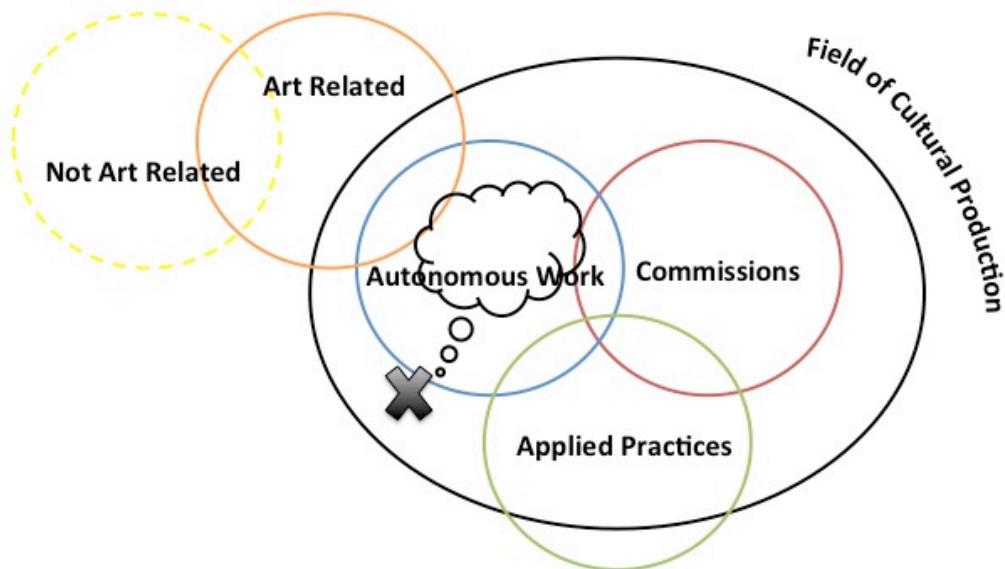 Art Related
Not Art Related
Field of Cultural Production
Autonomous Work
Commissions
Applied Practices